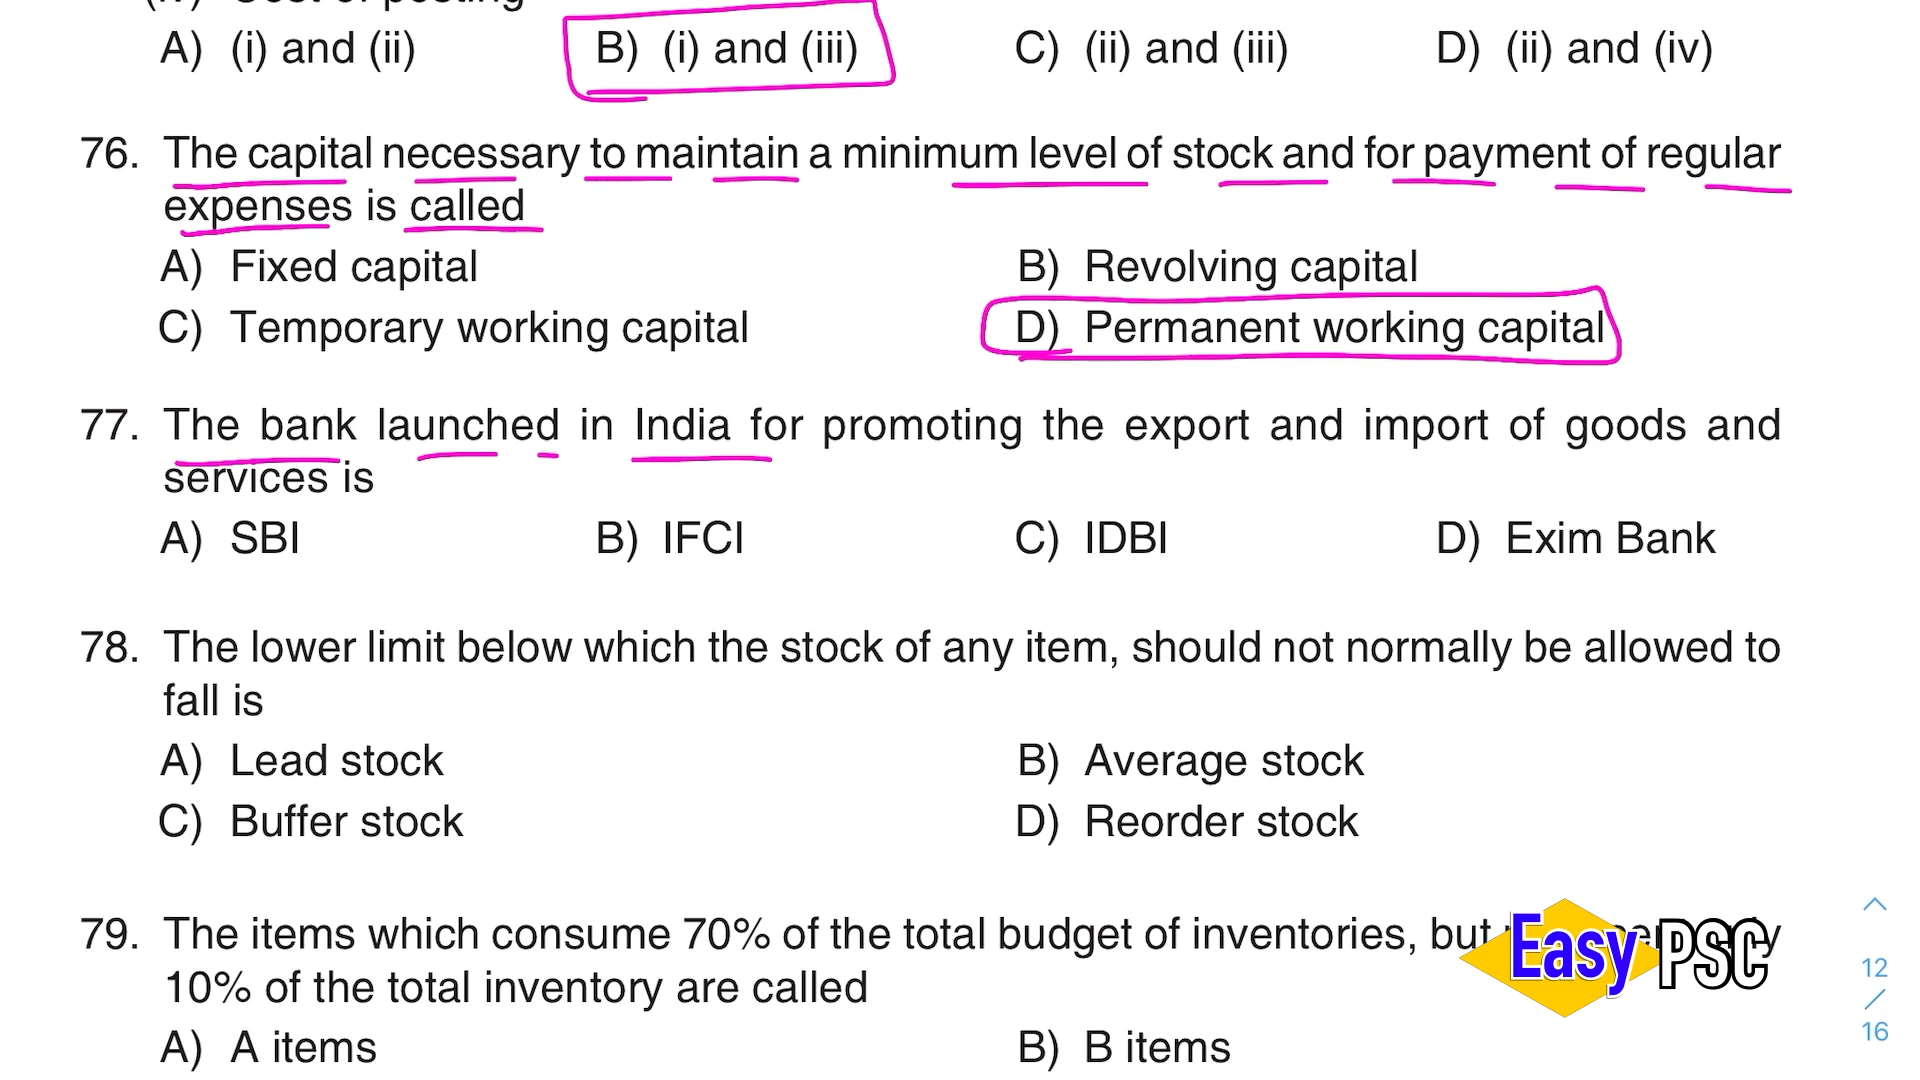 A) (i) and (ii) B) (i) and (iii) C) (ii) and (iii) D) (ii) and (iv)
76. The capital necessary to maintain a minimum level of stock and for payment of regular
expenses is called
A) Fixed capital B) Revolving capital
C) Temporary working capital D) Permanent working capital
77. The bank launched in India for promoting the export and import of goods and
services is
A) SBI B) IFCI C) IDBI D) Exim Bank
78. The lower limit below which the stock of any item, should not normally be allowed to
fall is
A) Lead stock B) Average stock
C) Buffer stock D) Reorder stock
79. The items which consume 70% of the total budget of inventories, but
Easy PSC
10% of the total inventory are called
A) A items B) B items
12
/
16